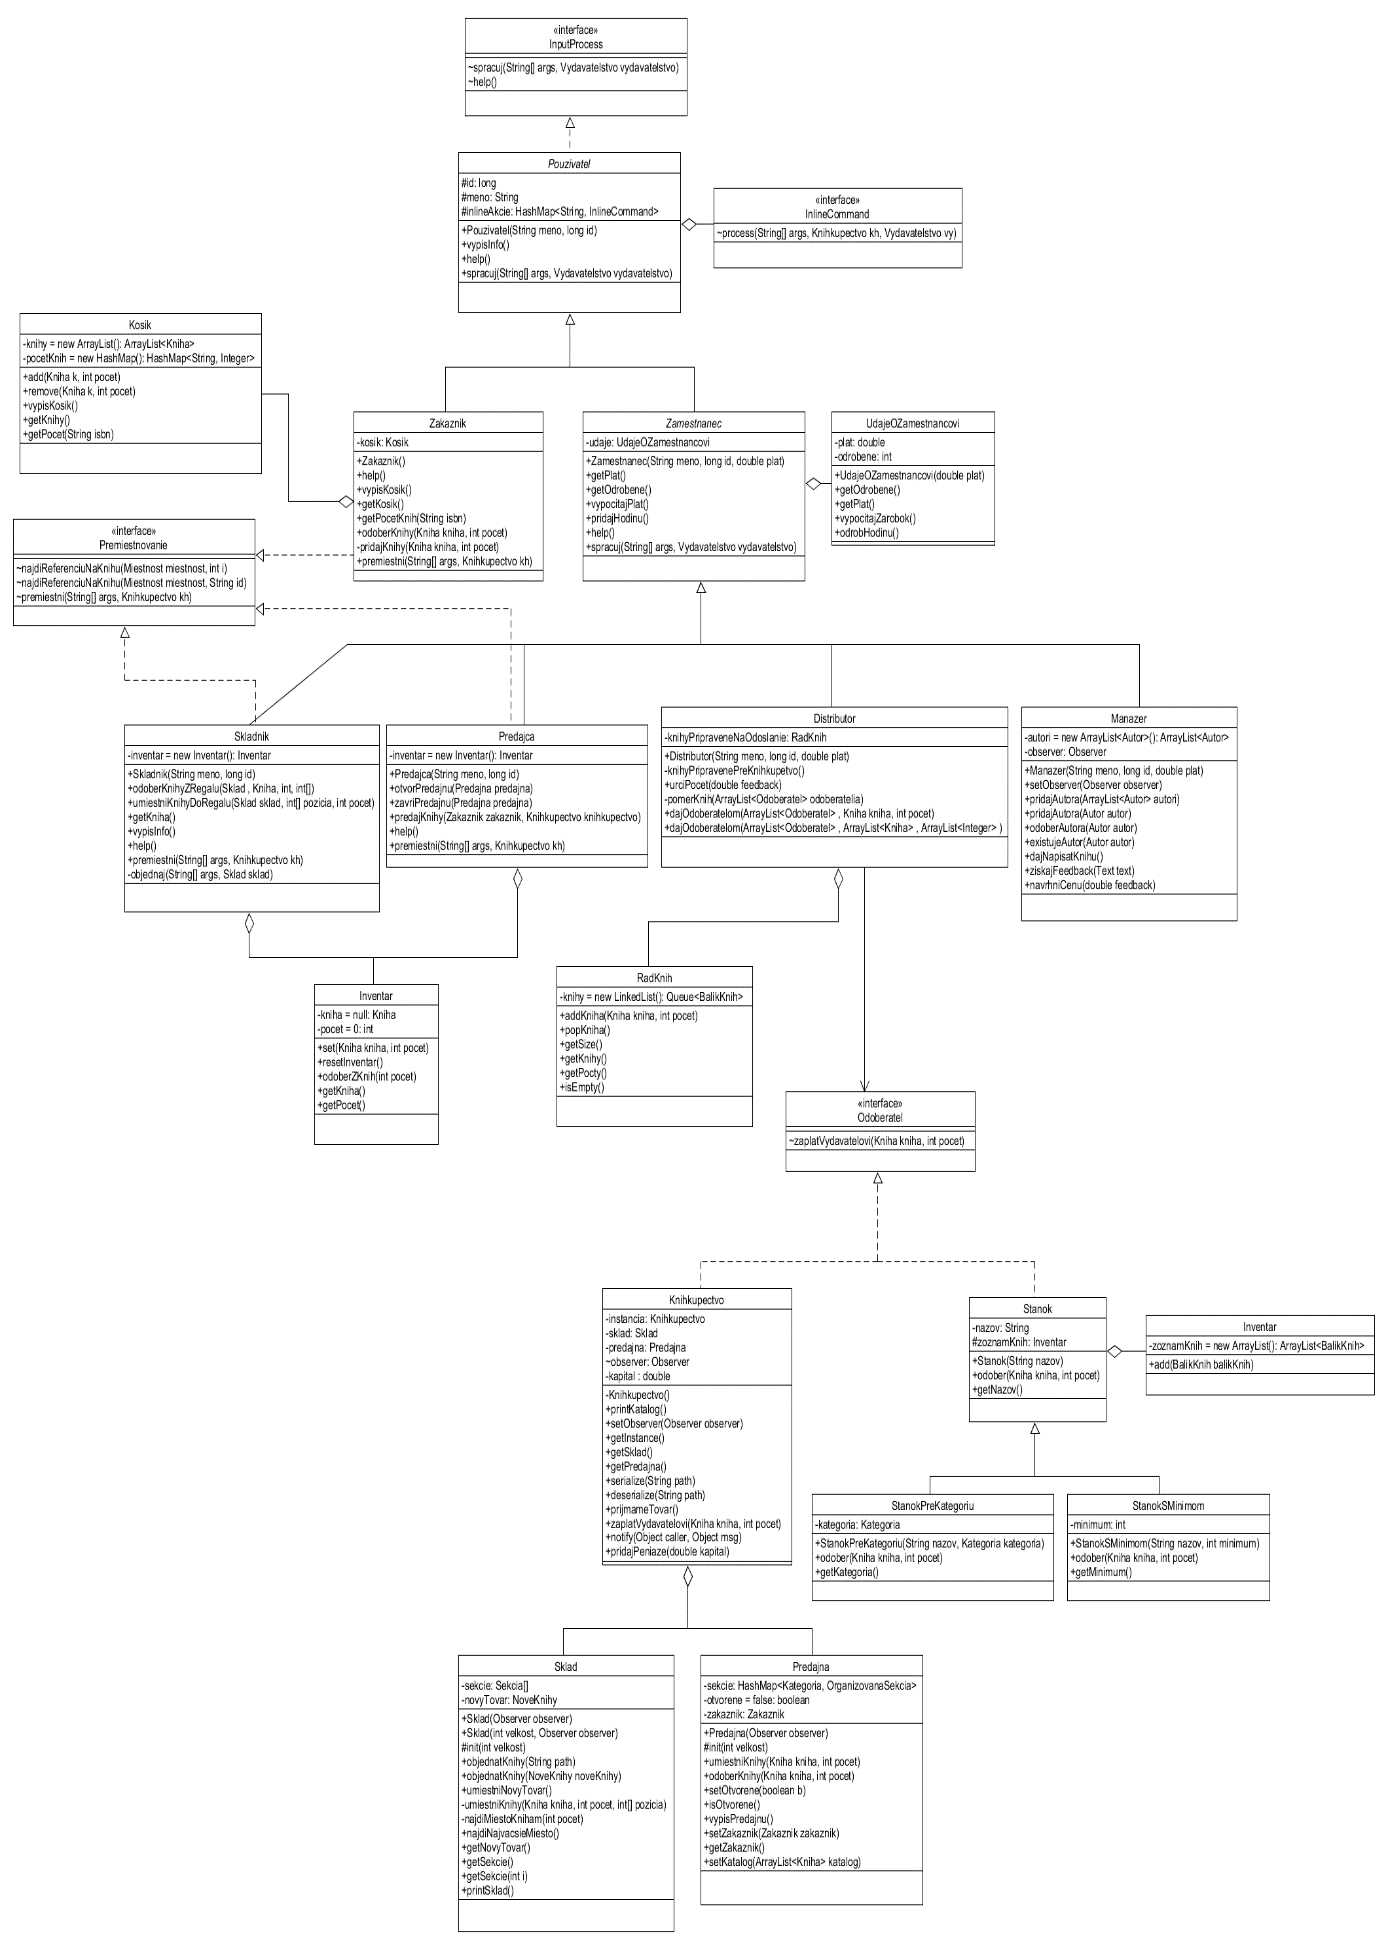 «interface»
InputProcess
~spracuj(String[] args, Vydavatelstvo vydavatelstvo)
~help()
Pouzivatel
#id: long
#meno: String
#inlineAkcie: HashMap<String, InlineCommand>
+Pouzivatel(String meno, long id)
+vypisInfo()
+help()
+spracuj(String[] args, Vydavatelstvo vydavatelstvo)
«interface»
InlineCommand
~process(String[] args, Knihkupectvo kh, Vydavatelstvo vy)
Kosik
-knihy = new ArrayList(): ArrayList<Kniha>
-pocetKnih = new HashMap(): HashMap<String, Integer>
+add(Kniha k, int pocet)
+remove(Kniha k, int pocet)
+vypisKosik()
+getKnihy()
+getPocet(String isbn)
Zakaznik
-kosik: Kosik
+Zakaznik()
+help()
+vypisKosik()
+getKosik()
+getPocetKnih(String isbn)
+odoberKnihy(Kniha kniha, int pocet)
-pridajKnihy(Kniha kniha, int pocet)
+premiestni(String[] args, Knihkupectvo kh)
Zamestnanec
-udaje: UdajeOZamestnancovi
+Zamestnanec(String meno, long id, double plat)
+getPlat()
+getOdrobene()
+vypocitajPlat()
+pridajHodinu()
+help()
+spracuj(String[] args, Vydavatelstvo vydavatelstvo)
UdajeOZamestnancovi
-plat: double
-odrobene: int
+UdajeOZamestnancovi(double plat)
+getOdrobene()
+getPlat()
+vypocitajZarobok()
+odrobHodinu()
«interface»
Premiestnovanie
~najdiReferenciuNaKnihu(Miestnost miestnost, int i)
~najdiReferenciuNaKnihu(Miestnost miestnost, String id)
~premiestni(String[] args, Knihkupectvo kh)
Skladnik
-inventar = new Inventar(): Inventar
+Skladnik(String meno, long id)
+odoberKnihyZRegalu(Sklad , Kniha, int, int[])
+umiestniKnihyDoRegalu(Sklad sklad, int[] pozicia, int pocet)
+getKniha()
+vypisInfo()
+help()
+premiestni(String[] args, Knihkupectvo kh)
-objednaj(String[] args, Sklad sklad)
Predajca
-inventar = new Inventar(): Inventar
+Predajca(String meno, long id)
+otvorPredajnu(Predajna predajna)
+zavriPredajnu(Predajna predajna)
+predajKnihy(Zakaznik zakaznik, Knihkupectvo knihkupectvo)
+help()
+premiestni(String[] args, Knihkupectvo kh)
Distributor
-knihyPripraveneNaOdoslanie: RadKnih
+Distributor(String meno, long id, double plat)
-knihyPripravenePreKnihkupetvo()
+urciPocet(double feedback)
-pomerKnih(ArrayList<Odoberatel> odoberatelia)
+dajOdoberatelom(ArrayList<Odoberatel> , Kniha kniha, int pocet)
+dajOdoberatelom(ArrayList<Odoberatel> , ArrayList<Kniha> , ArrayList<Integer> )
Manazer
-autori = new ArrayList<Autor>(): ArrayList<Autor>
-observer: Observer
+Manazer(String meno, long id, double plat)
+setObserver(Observer observer)
+pridajAutora(ArrayList<Autor> autori)
+pridajAutora(Autor autor)
+odoberAutora(Autor autor)
+existujeAutor(Autor autor)
+dajNapisatKnihu()
+ziskajFeedback(Text text)
+navrhniCenu(double feedback)
Inventar
-kniha = null: Kniha
-pocet = 0: int
+set(Kniha kniha, int pocet)
+resetInventar()
+odoberZKnih(int pocet)
+getKniha()
+getPocet()
RadKnih
-knihy = new LinkedList(): Queue<BalikKnih>
+addKniha(Kniha kniha, int pocet)
+popKniha()
+getSize()
+getKnihy()
+getPocty()
+isEmpty()
«interface»
Odoberatel
~zaplatVydavatelovi(Kniha kniha, int pocet)
Knihkupectvo
-instancia: Knihkupectvo
-sklad: Sklad
-predajna: Predajna
~observer: Observer
-kapital : double
-Knihkupectvo()
+printKatalog()
+setObserver(Observer observer)
+getInstance()
+getSklad()
+getPredajna()
+serialize(String path)
+deserialize(String path)
+prijmameTovar()
+zaplatVydavatelovi(Kniha kniha, int pocet)
+notify(Object caller, Object msg)
+pridajPeniaze(double kapital)
Stanok
-nazov: String
#zoznamKnih: Inventar
+Stanok(String nazov)
+odober(Kniha kniha, int pocet)
+getNazov()
Inventar
-zoznamKnih = new ArrayList(): ArrayList<BalikKnih>
+add(BalikKnih balikKnih)
StanokPreKategoriu
-kategoria: Kategoria
+StanokPreKategoriu(String nazov, Kategoria kategoria)
+odober(Kniha kniha, int pocet)
+getKategoria()
StanokSMinimom
-minimum: int
+StanokSMinimom(String nazov, int minimum)
+odober(Kniha kniha, int pocet)
+getMinimum()
Sklad
-sekcie: Sekcia[]
-novyTovar: NoveKnihy
+Sklad(Observer observer)
+Sklad(int velkost, Observer observer)
#init(int velkost)
+objednatKnihy(String path)
+objednatKnihy(NoveKnihy noveKnihy)
+umiestniNovyTovar()
-umiestniKnihy(Kniha kniha, int pocet, int[] pozicia)
-najdiMiestoKniham(int pocet)
+najdiNajvacsieMiesto()
+getNovyTovar()
+getSekcie()
+getSekcie(int i)
+printSklad()
Predajna
-sekcie: HashMap<Kategoria, OrganizovanaSekcia>
-otvorene = false: boolean
-zakaznik: Zakaznik
+Predajna(Observer observer)
#init(int velkost)
+umiestniKnihy(Kniha kniha, int pocet)
+odoberKnihy(Kniha kniha, int pocet)
+setOtvorene(boolean b)
+isOtvorene()
+vypisPredajnu()
+setZakaznik(Zakaznik zakaznik)
+getZakaznik()
+setKatalog(ArrayList<Kniha> katalog)